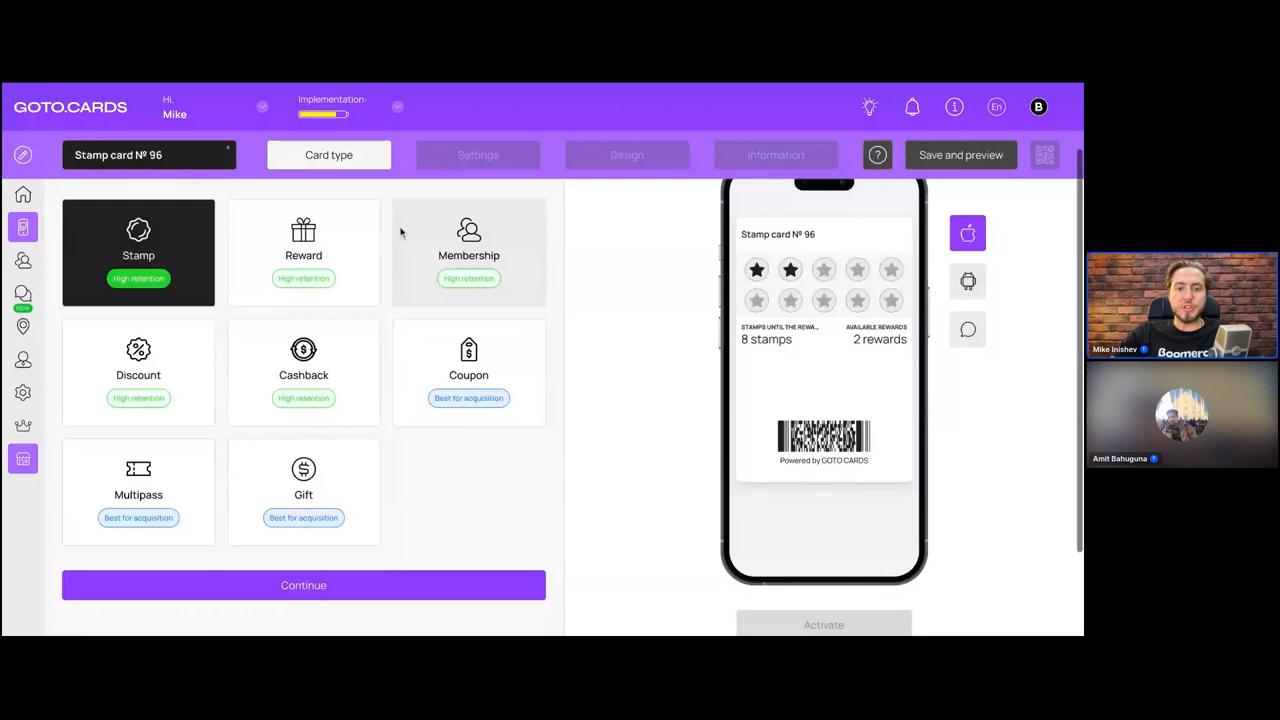 GOTO.CARDS
Hi,
Mike
Implementation:
En
B
Stamp card № 96 *
Card type
Settings
Design
Information
?
Save and preview
Stamp
High retention
Reward
High retention
Membership
High retention
Discount
High retention
Cashback
High retention
Coupon
Best for acquisition
Multipass
Best for acquisition
Gift
Best for acquisition
Continue
NEW
Stamp card № 96
STAMPS UNTIL THE REWA...
AVAILABLE REWARDS
8 stamps
2 rewards
Powered by GOTO CARDS
Activate
Boomerc
Mike Inishev
Amit Bahuguna